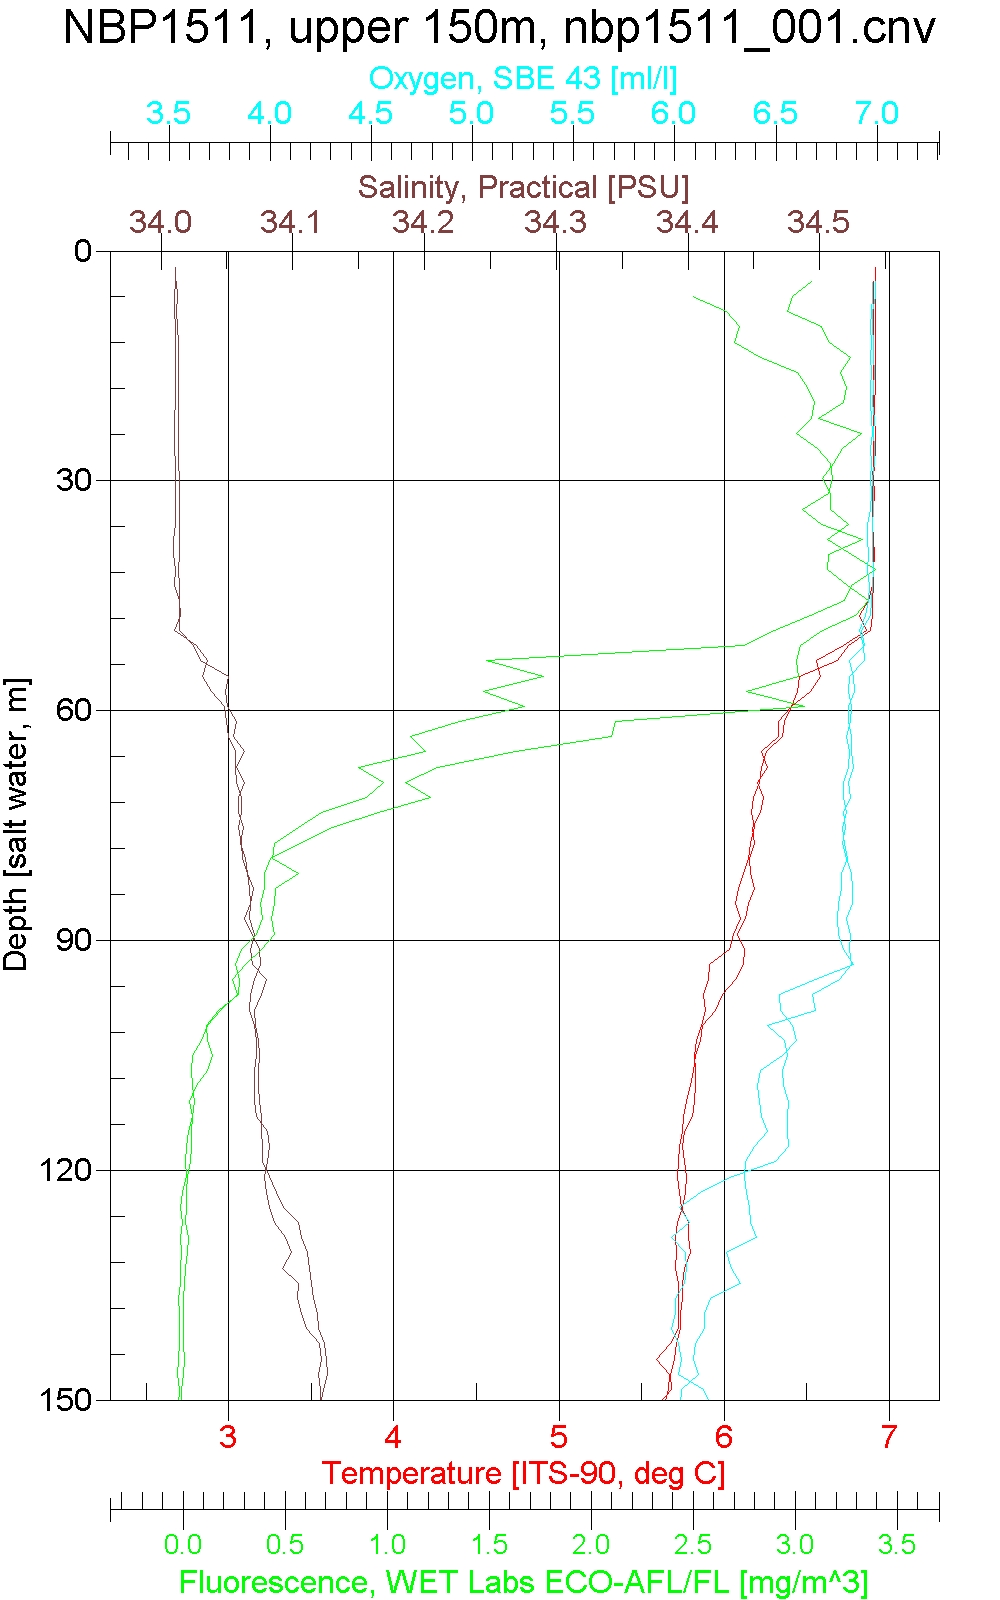 NBP1511, upper 150m, nbp1511_001.cnv
Oxygen, SBE 43 [ml/l]
3.5 4.0 4.5 5.0 5.5 6.0 6.5 7.0
Salinity, Practical [PSU]
34.0 34.1 34.2 34.3 34.4 34.5
0
30
60
90
120
150
Depth [salt water, m]
3 4 5 6 7
Temperature [ITS-90, deg C]
0.0 0.5 1.0 1.5 2.0 2.5 3.0 3.5
Fluorescence, WET Labs ECO-AFL/FL [mg/m^3]